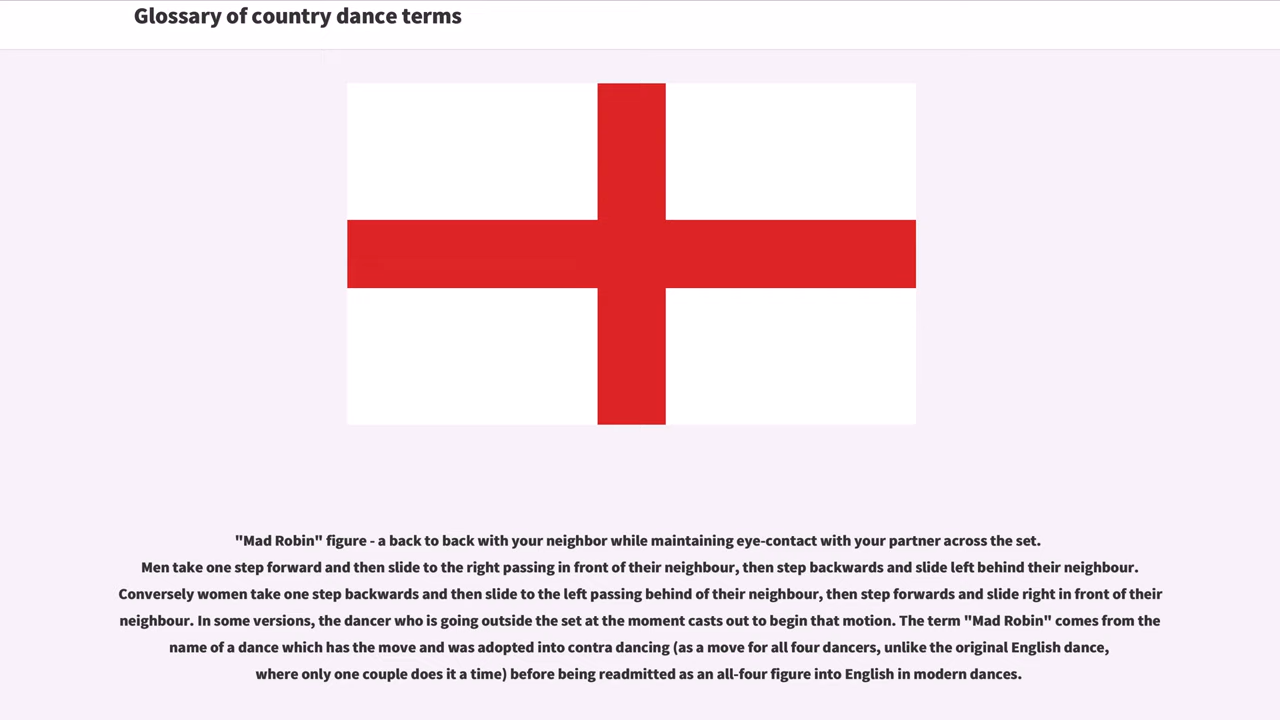 Glossary of country dance terms
"Mad Robin" figure - a back to back with your neighbor while maintaining eye-contact with your partner across the set.
Men take one step forward and then slide to the right passing in front of their neighbour, then step backwards and slide left behind their neighbour.
Conversely women take one step backwards and then slide to the left passing behind of their neighbour, then step forwards and slide right in front of their
neighbour. In some versions, the dancer who is going outside the set at the moment casts out to begin that motion. The term "Mad Robin" comes from the
name of a dance which has the move and was adopted into contra dancing (as a move for all four dancers, unlike the original English dance,
where only one couple does it a time) before being readmitted as an all-four figure into English in modern dances.